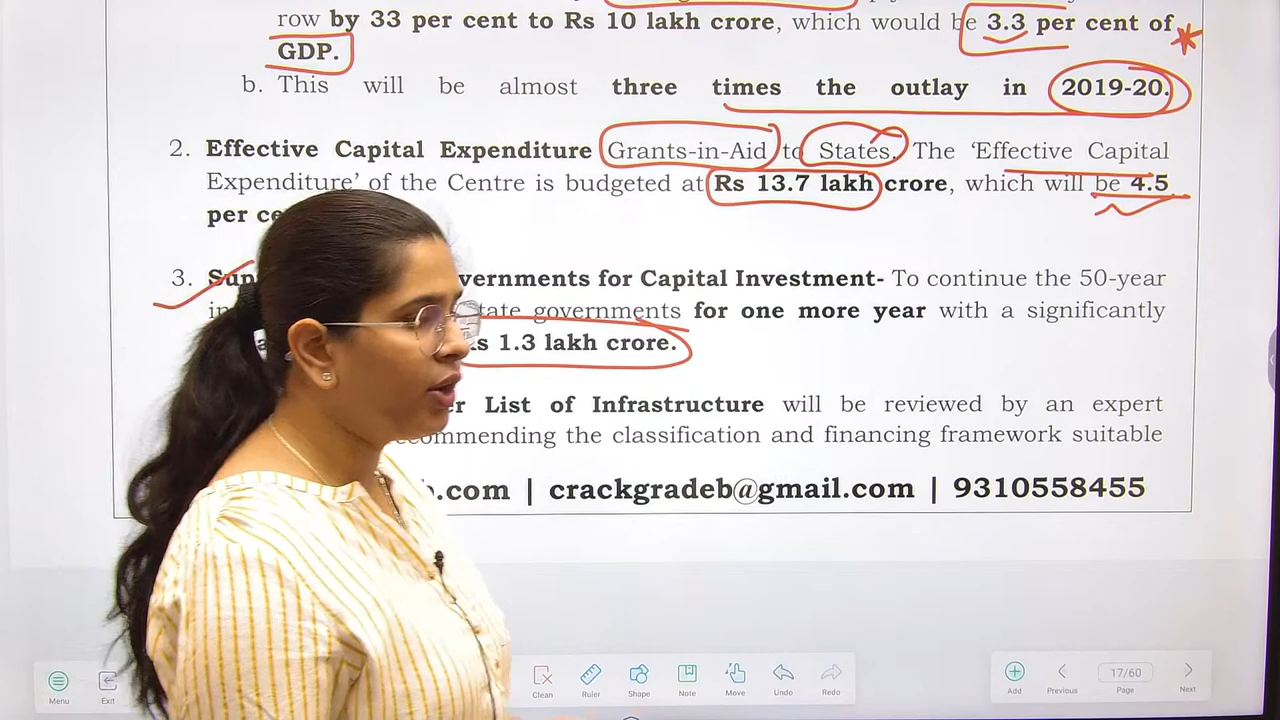 row by 33 per cent to Rs 10 lakh crore, which would be 3.3 per cent of
GDP.
b. This will be almost three times the outlay in 2019-20.
2. Effective Capital Expenditure Grants-in-Aid to States. The ‘Effective Capital
Expenditure’ of the Centre is budgeted at Rs 13.7 lakh crore, which will be 4.5
per
3. vernments for Capital Investment- To continue the 50-year
governments for one more year with a significantly
1.3 lakh crore.
List of Infrastructure will be reviewed by an expert
commending the classification and financing framework suitable
.com | crackgradeb@gmail.com | 9310558455
Menu Exit Clean Ruler Shape Note Move Undo Redo Add Previous 17/60 Page Next